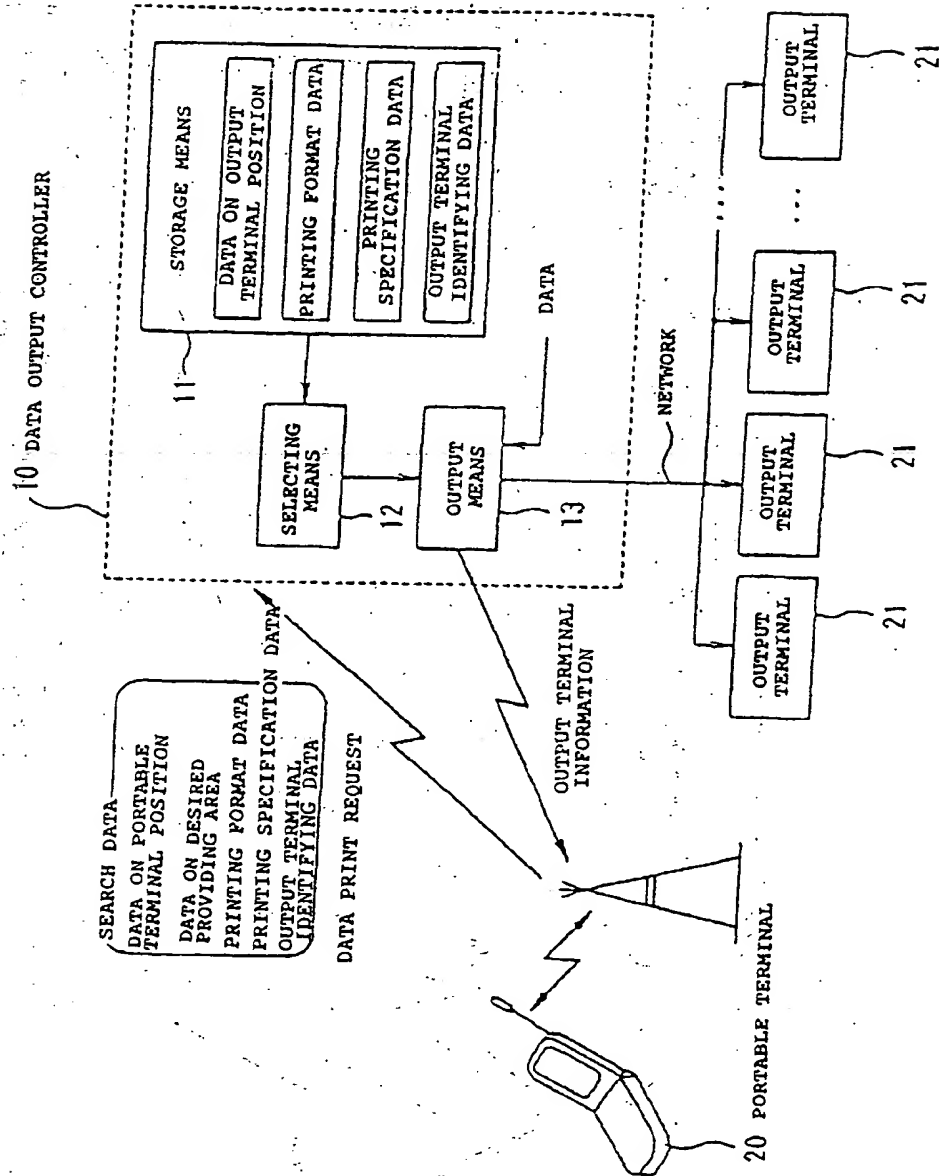 10 DATA OUTPUT CONTROLLER
STORAGE MEANS
DATA ON OUTPUT
TERMINAL POSITION
PRINTING FORMAT DATA
PRINTING
SPECIFICATION DATA
OUTPUT TERMINAL
IDENTIFYING DATA
11
SELECTING
MEANS
12
OUTPUT
MEANS
13
DATA
NETWORK
SEARCH DATA
DATA ON PORTABLE
TERMINAL POSITION
DATA ON DESIRED
PROVIDING AREA
PRINTING FORMAT DATA
PRINTING SPECIFICATION DATA
OUTPUT TERMINAL
IDENTIFYING DATA
DATA PRINT REQUEST
OUTPUT TERMINAL
INFORMATION
20 PORTABLE TERMINAL
OUTPUT
TERMINAL
21
OUTPUT
TERMINAL
21
OUTPUT
TERMINAL
21
...
...
OUTPUT
TERMINAL
21